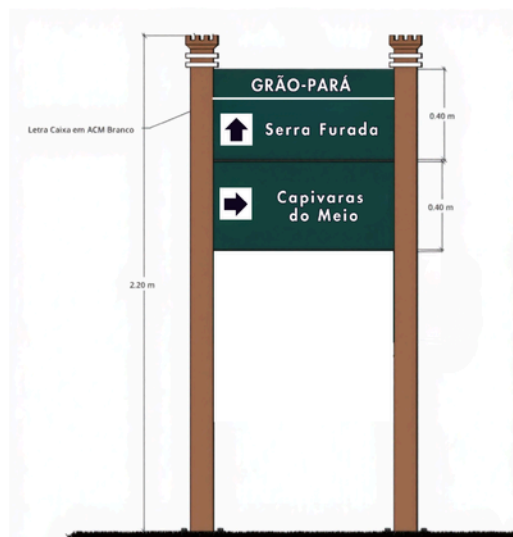 GRÃO-PARÁ
0.40 m
Letra Caixa em ACM Branco
Serra Furada
Capivaras
do Meio
0.40 m
2.20 m